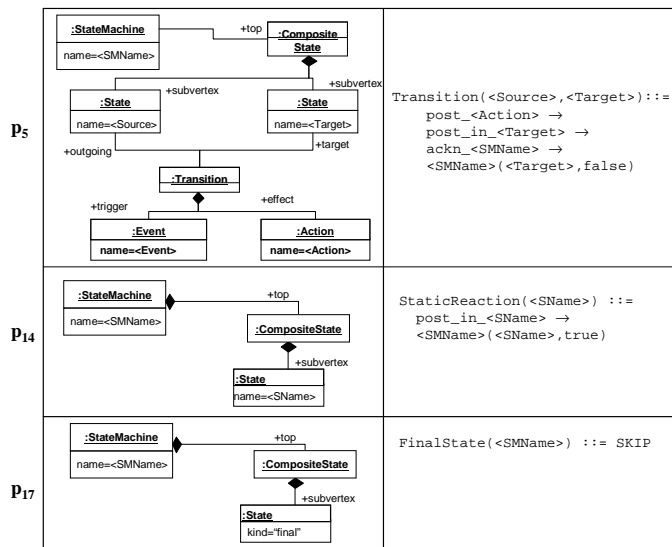 :StateMachine
name=<SMName>
+top
:Composite
State
+subvertex
+subvertex
:State
name=<Source>
:State
name=<Target>
+outgoing
+target
:Transition
+trigger
+effect
:Event
name=<Event>
:Action
name=<Action>
p5
Transition(<Source>,<Target>)::=
post_<Action> →
post_in_<Target> →
ackn_<SMName> →
<SMName>(<Target>,false)
:StateMachine
name=<SMName>
+top
:CompositeState
+subvertex
:State
name=<SName>
p14
StaticReaction(<SName>) ::=
post_in_<SName> →
<SMName>(<SName>,true)
:StateMachine
name=<SMName>
+top
:CompositeState
+subvertex
:State
kind="final"
p17
FinalState(<SMName>) ::= SKIP